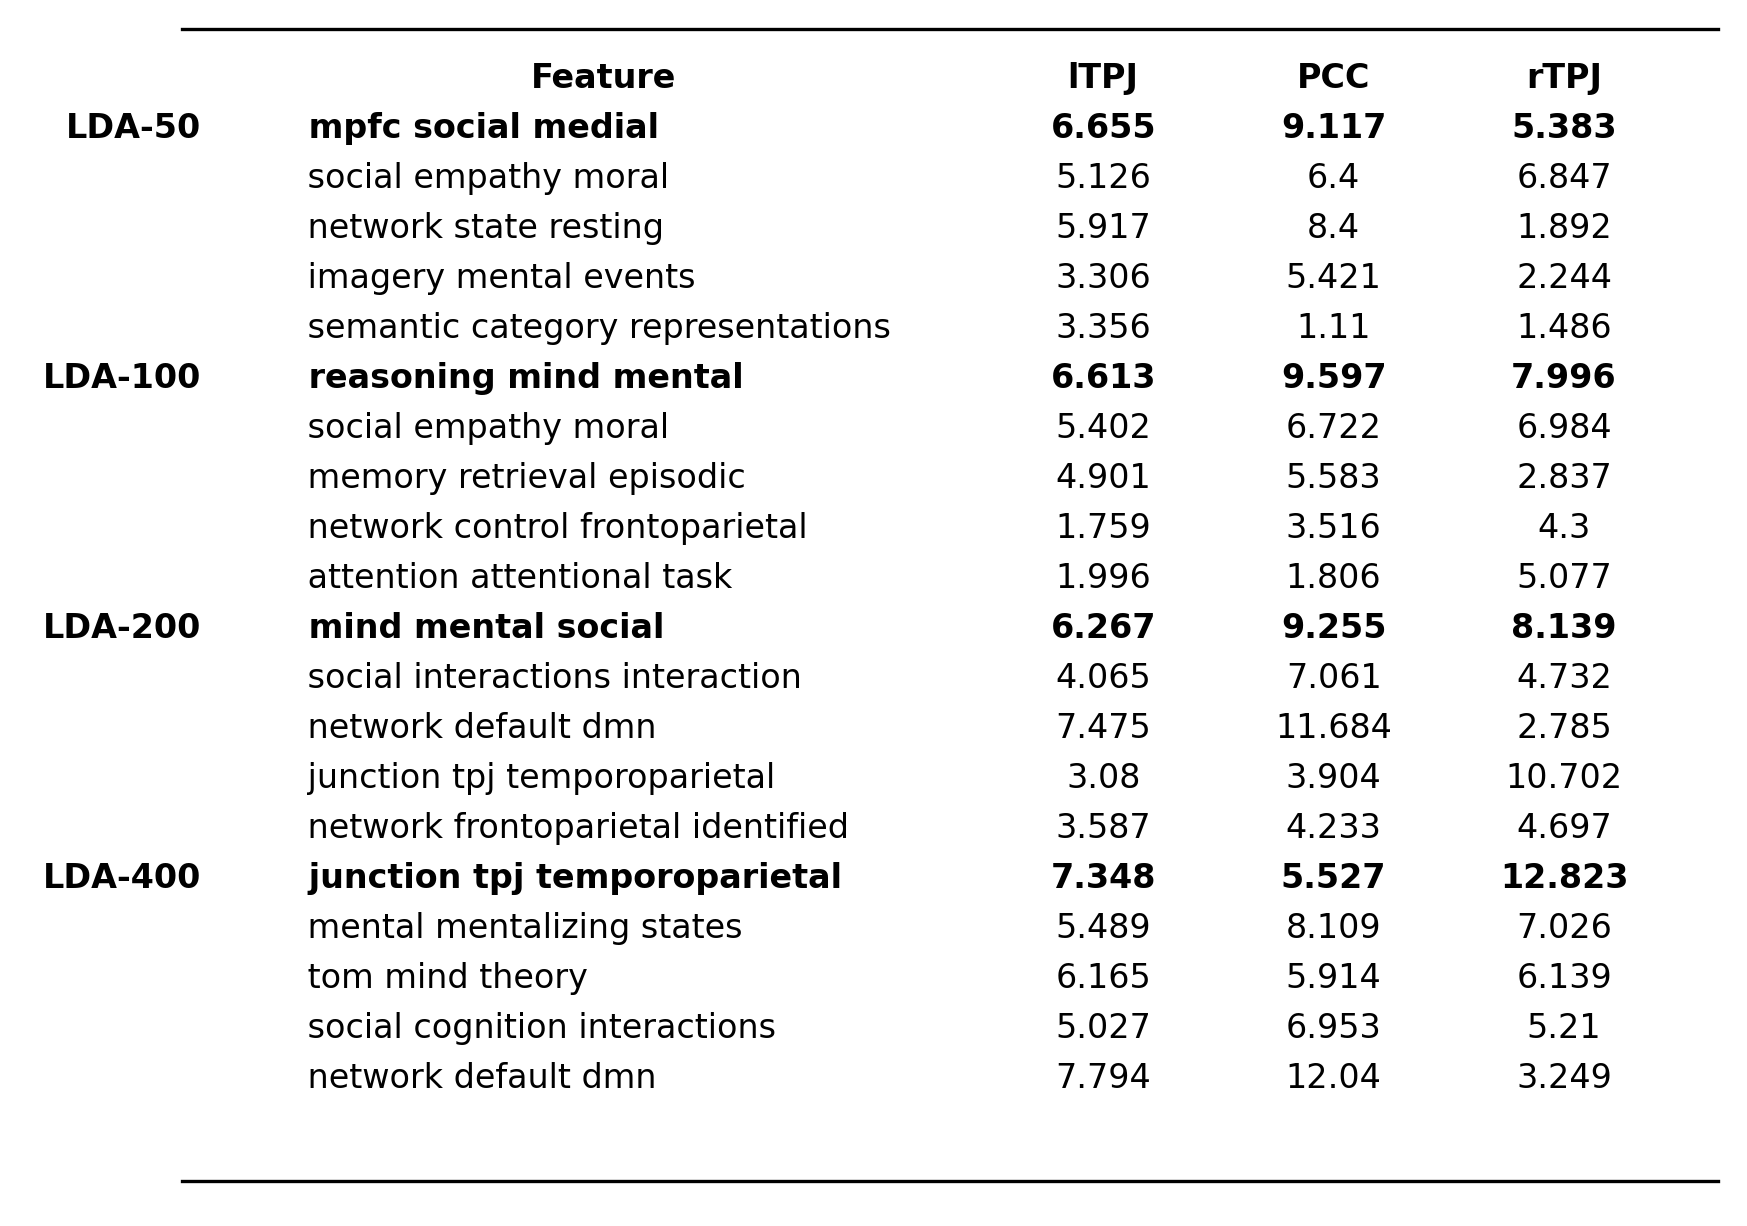 Feature lTPJ PCC rTPJ
LDA-50 mpfc social medial 6.655 9.117 5.383
social empathy moral 5.126 6.4 6.847
network state resting 5.917 8.4 1.892
imagery mental events 3.306 5.421 2.244
semantic category representations 3.356 1.11 1.486
LDA-100 reasoning mind mental 6.613 9.597 7.996
social empathy moral 5.402 6.722 6.984
memory retrieval episodic 4.901 5.583 2.837
network control frontoparietal 1.759 3.516 4.3
attention attentional task 1.996 1.806 5.077
LDA-200 mind mental social 6.267 9.255 8.139
social interactions interaction 4.065 7.061 4.732
network default dmn 7.475 11.684 2.785
junction tpj temporoparietal 3.08 3.904 10.702
network frontoparietal identified 3.587 4.233 4.697
LDA-400 junction tpj temporoparietal 7.348 5.527 12.823
mental mentalizing states 5.489 8.109 7.026
tom mind theory 6.165 5.914 6.139
social cognition interactions 5.027 6.953 5.21
network default dmn 7.794 12.04 3.249